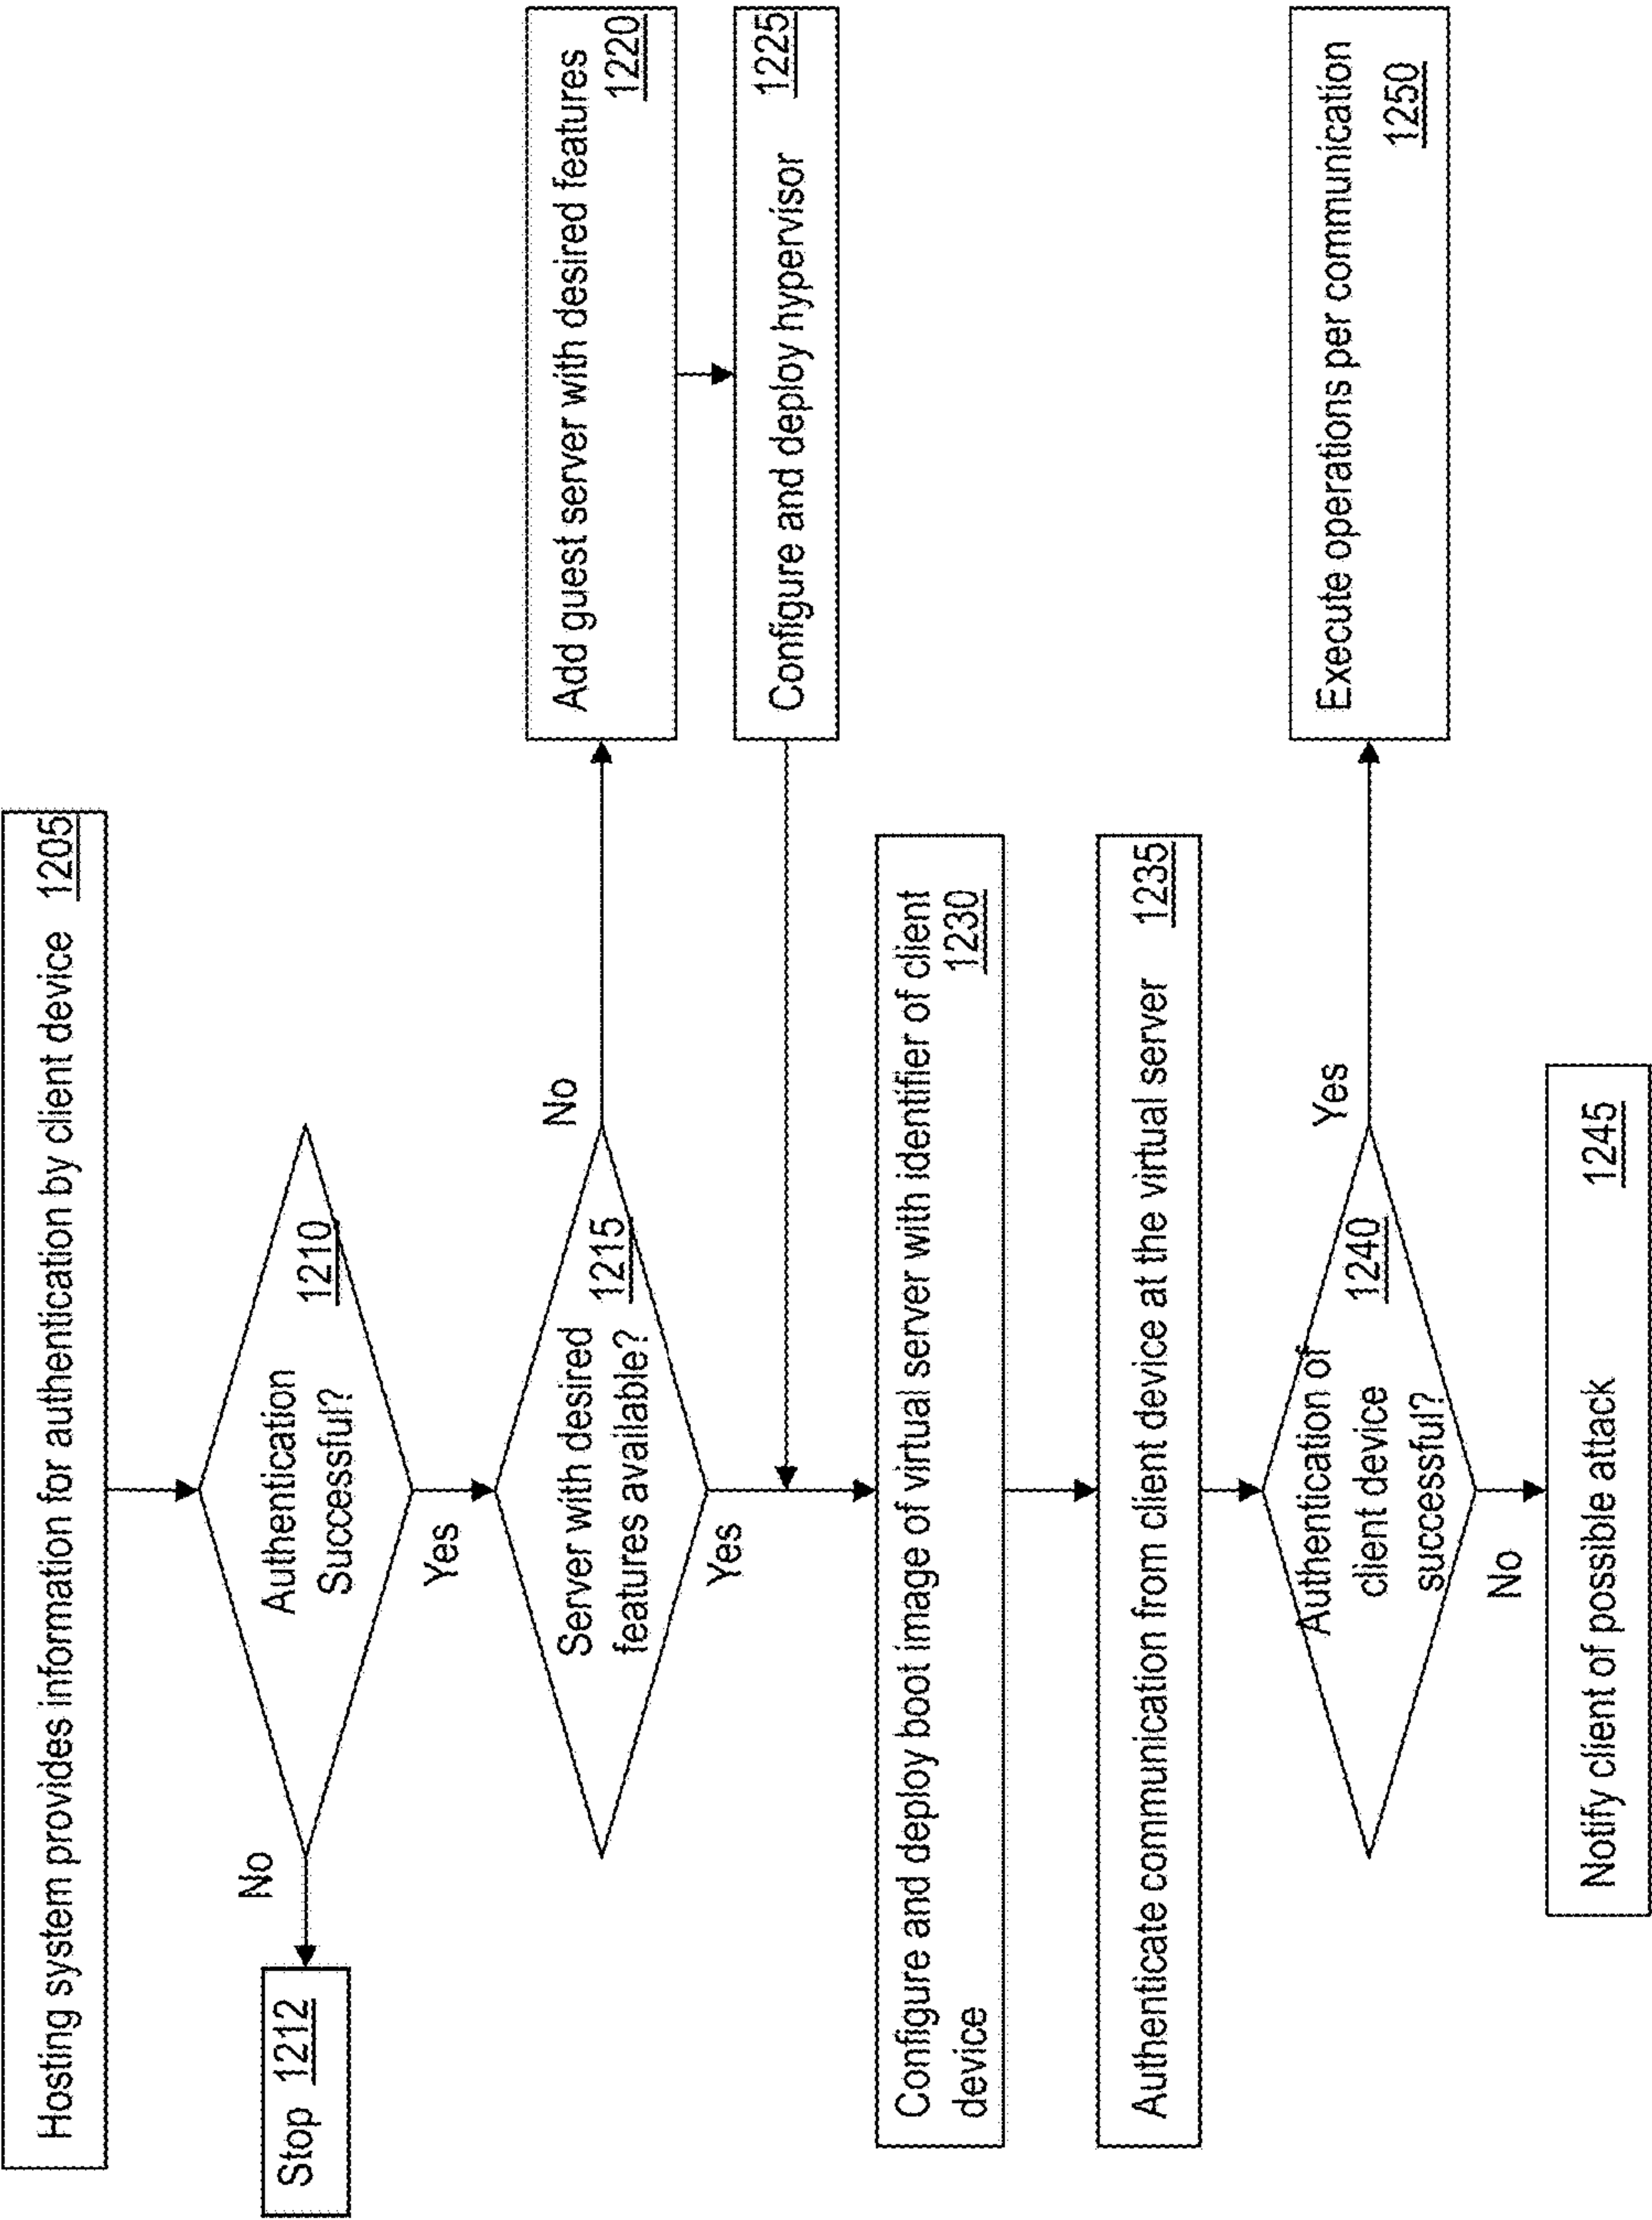 Hosting system provides information for authentication by client device 1205
No
Authentication
Successful?
1210
Stop 1212
Yes
Server with desired
features available?
1215
No
Add guest server with desired features
1220
Configure and deploy hypervisor 1225
Yes
Configure and deploy boot image of virtual server with identifier of client
device
1230
Authenticate communication from client device at the virtual server 1235
Authentication of
client device
successful?
1240
Yes
Execute operations per communication
1250
No
Notify client of possible attack 1245